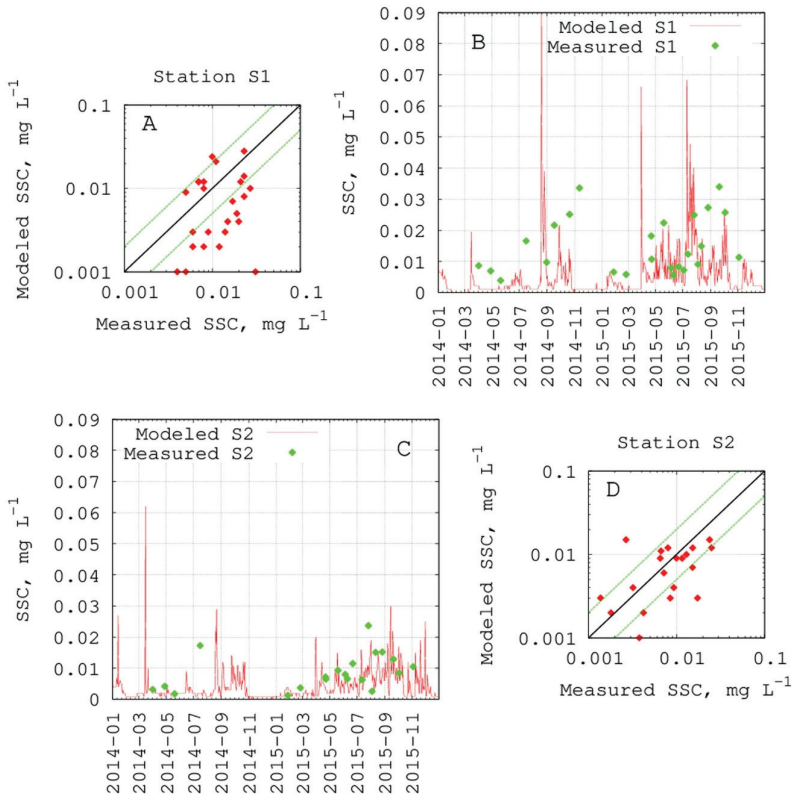 Station S1
A
Modeled SSC, mg L⁻¹
0.1
0.01
0.001
0.001 0.01 0.1
Measured SSC, mg L⁻¹
B
Modeled S1
Measured S1
SSC, mg L⁻¹
0.09
0.08
0.07
0.06
0.05
0.04
0.03
0.02
0.01
0
2014-01
2014-03
2014-05
2014-07
2014-09
2014-11
2015-01
2015-03
2015-05
2015-07
2015-09
2015-11
Modeled S2
Measured S2
C
SSC, mg L⁻¹
0.09
0.08
0.07
0.06
0.05
0.04
0.03
0.02
0.01
0
2014-01
2014-03
2014-05
2014-07
2014-09
2014-11
2015-01
2015-03
2015-05
2015-07
2015-09
2015-11
Station S2
D
Modeled SSC, mg L⁻¹
0.1
0.01
0.001
0.001 0.01 0.1
Measured SSC, mg L⁻¹